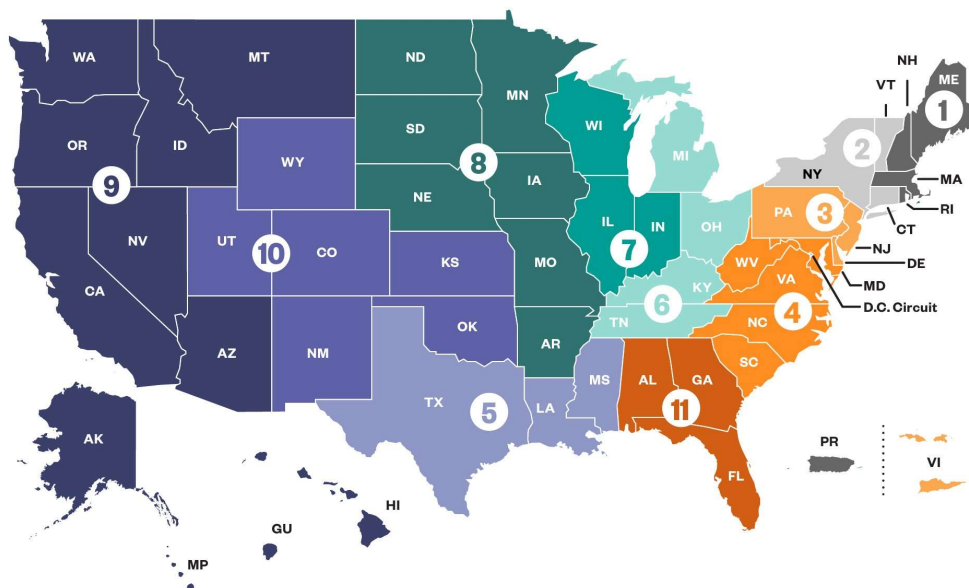 WA
MT
ND
MN
NH
ME
VT
1
OR
ID
SD
WI
MI
2
WY
8
NY
MA
9
NE
IA
RI
PA
3
CT
NV
UT
10
CO
IL
7
IN
OH
NJ
DE
CA
KS
MO
WV
VA
MD
KY
D.C. Circuit
6
4
AZ
NM
OK
AR
TN
NC
SC
TX
5
LA
MS
AL
GA
11
AK
PR
VI
FL
HI
GU
MP